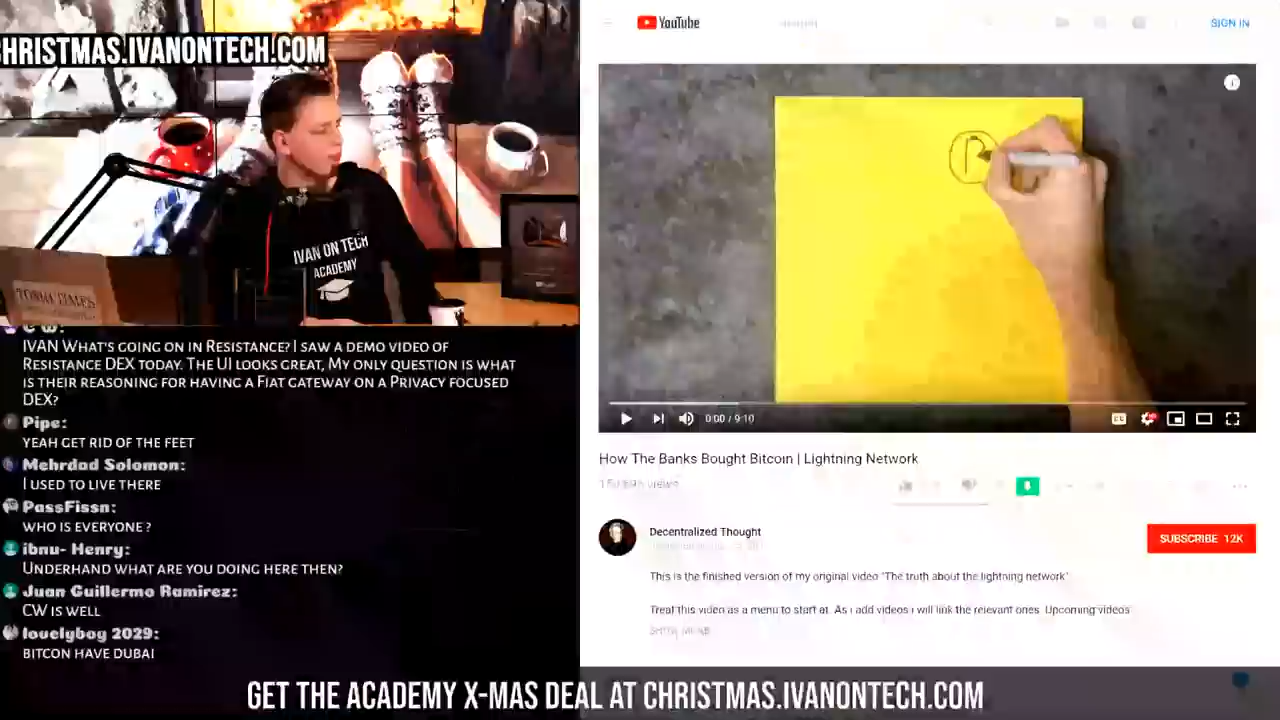 CHRISTMAS.IVANONTECH.COM
IVAN ON TECH
ACADEMY
IVAN WHAT'S GOING ON IN RESISTANCE? I SAW A DEMO VIDEO OF
RESISTANCE DEX TODAY. THE UI LOOKS GREAT, MY ONLY QUESTION IS WHAT
IS THEIR REASONING FOR HAVING A FIAT GATEWAY ON A PRIVACY FOCUSED
DEX?
Pipe:
YEAH GET RID OF THE FEET
Mehrdad Solomon:
I USED TO LIVE THERE
PassFissn:
WHO IS EVERYONE ?
ibnu- Henry:
UNDERHAND WHAT ARE YOU DOING HERE THEN?
Juan Guillermo Ramirez:
CW IS WELL
lovelyboy 2029:
BITCON HAVE DUBAI
YouTube
SIGN IN
0:00 / 9:10
How The Banks Bought Bitcoin | Lightning Network
views
Decentralized Thought
SUBSCRIBE 12K
This is the finished version of my original video "The truth about the lightning network"
Treat this video as a menu to start at. As i add videos i will link the relevant ones. Upcoming videos
GET THE ACADEMY X-MAS DEAL AT CHRISTMAS.IVANONTECH.COM